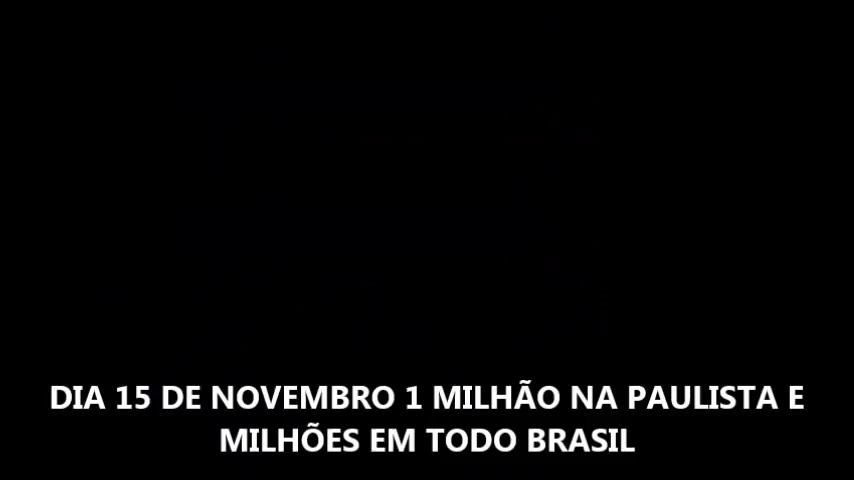 DIA 15 DE NOVEMBRO 1 MILHÃO NA PAULISTA E
MILHÕES EM TODO BRASIL